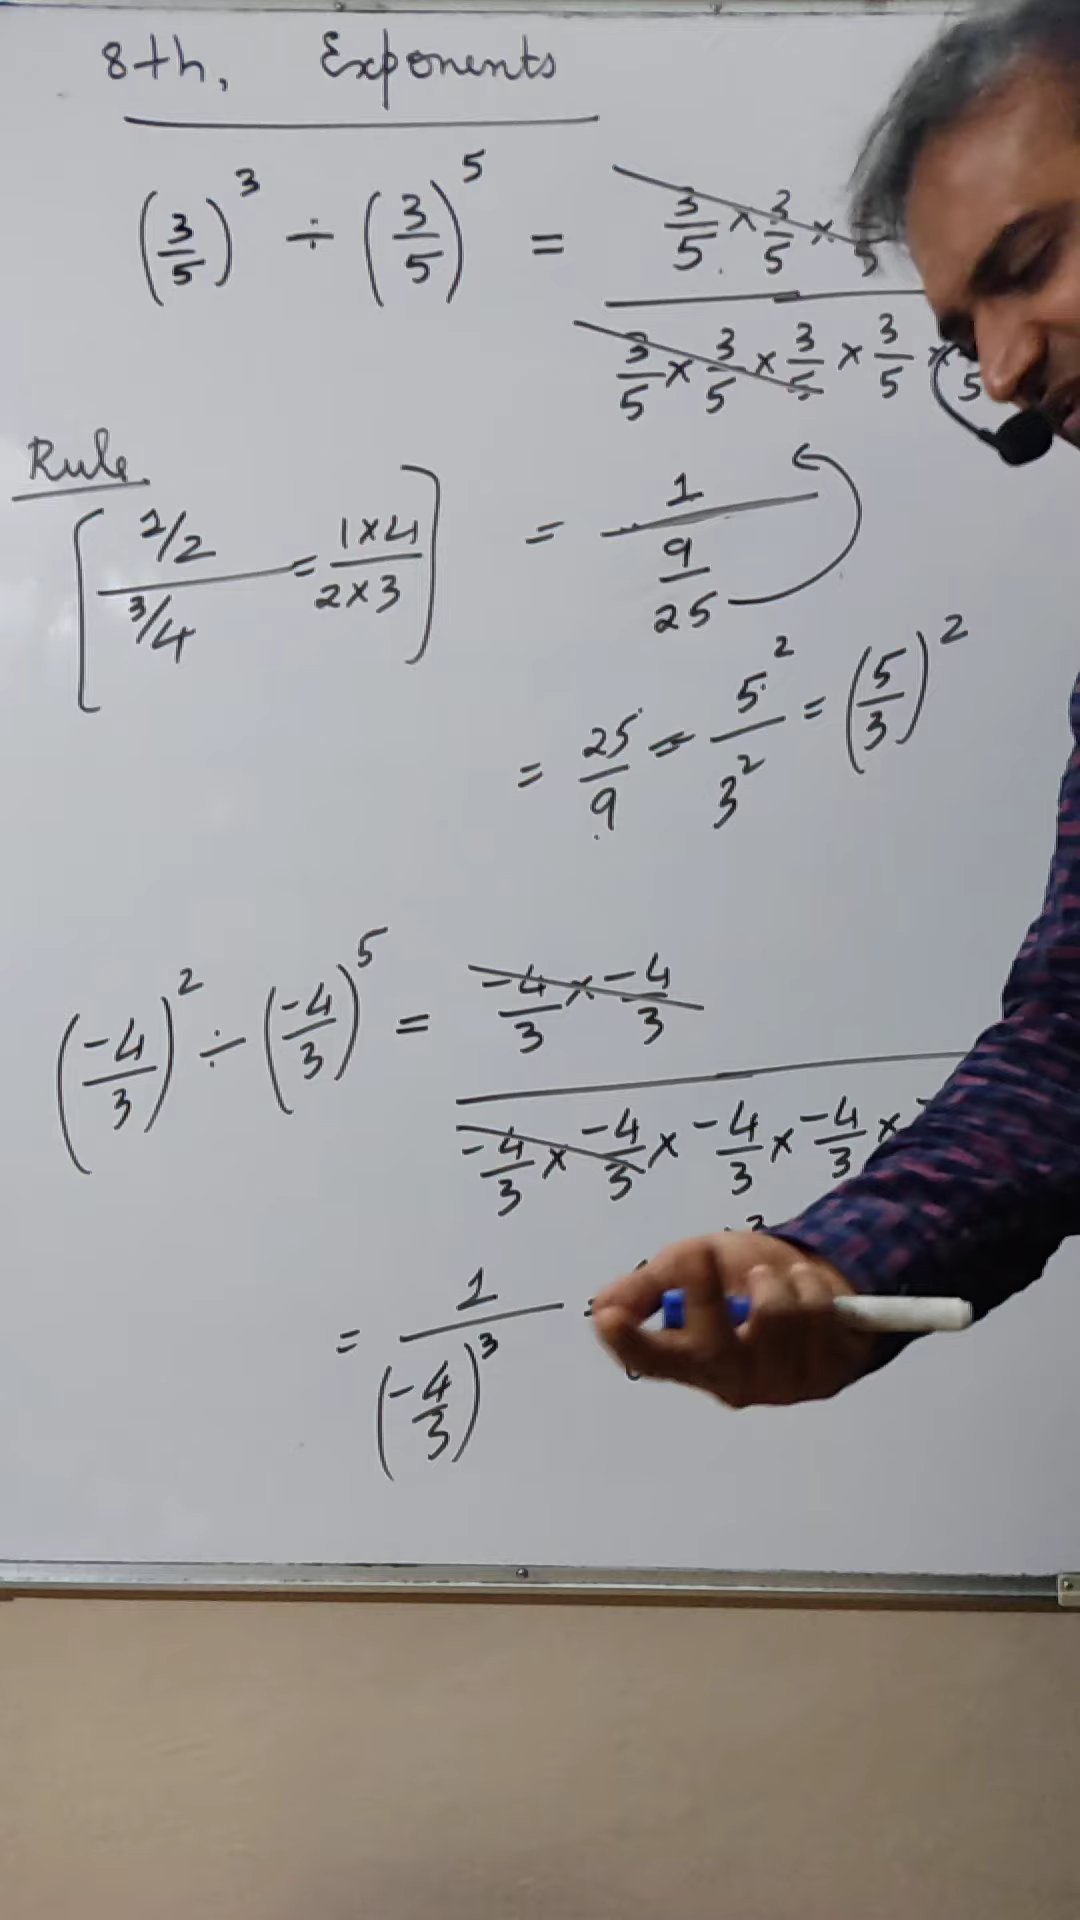 8th, Exponents
(3/5)^3 ÷ (3/5)^5 = 3/5 × 3/5 × /5
3/5 × 3/5 × 3/5 × 3/5 × 5
Rule
[ 1/2 / 3/4 = 1×4 / 2×3 ] = 1 / 9/25
= 25/9 = 5^2/3^2 = (5/3)^2
(-4/3)^2 ÷ (-4/3)^5 = -4/3 × -4/3
-4/3 × -4/3 × -4/3 × -4/3 ×
= 1 / (-4/3)^3 =